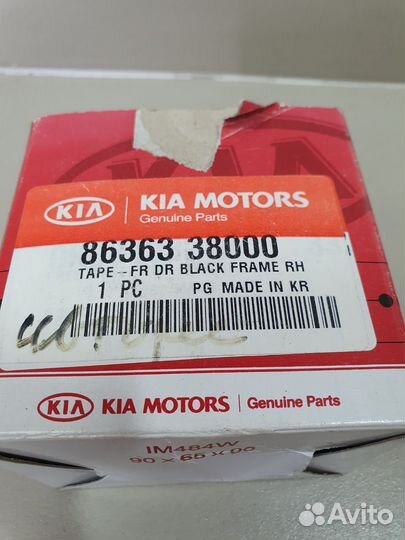 KIA
KIA MOTORS
Genuine Parts
86363 38000
TAPE-FR DR BLACK FRAME RH
1 PC PG MADE IN KR
KIA KIA MOTORS Genuine Parts
IM484W
Avito